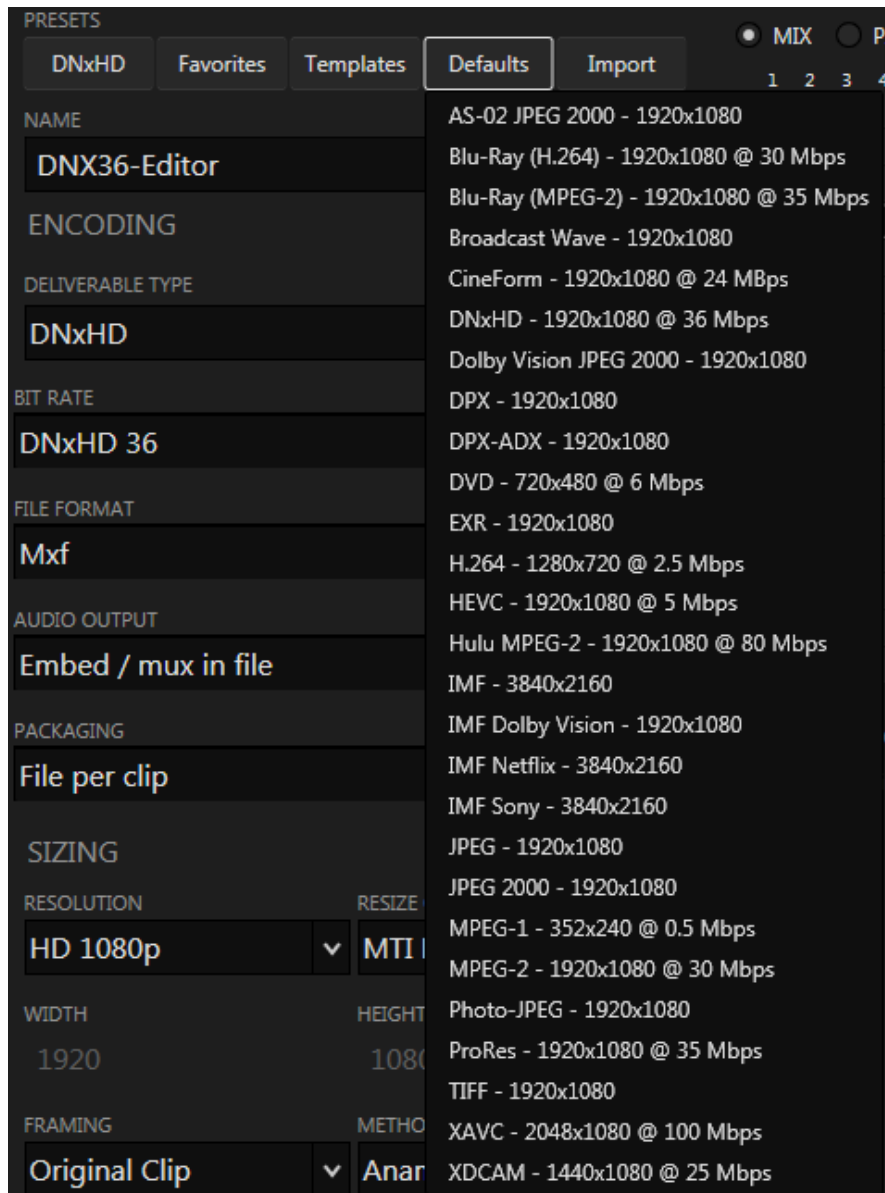 PRESETS
DNxHD Favorites Templates Defaults Import
MIX
1 2 3 4
NAME
DNX36-Editor
ENCODING
DELIVERABLE TYPE
DNxHD
BIT RATE
DNxHD 36
FILE FORMAT
Mxf
AUDIO OUTPUT
Embed / mux in file
PACKAGING
File per clip
SIZING
RESOLUTION RESIZE
HD 1080p MTI
WIDTH HEIGHT
1920
FRAMING
Original Clip
AS-02 JPEG 2000 - 1920x1080
Blu-Ray (H.264) - 1920x1080 @ 30 Mbps
Blu-Ray (MPEG-2) - 1920x1080 @ 35 Mbps
Broadcast Wave - 1920x1080
CineForm - 1920x1080 @ 24 MBps
DNxHD - 1920x1080 @ 36 Mbps
Dolby Vision JPEG 2000 - 1920x1080
DPX - 1920x1080
DPX-ADX - 1920x1080
DVD - 720x480 @ 6 Mbps
EXR - 1920x1080
H.264 - 1280x720 @ 2.5 Mbps
HEVC - 1920x1080 @ 5 Mbps
Hulu MPEG-2 - 1920x1080 @ 80 Mbps
IMF - 3840x2160
IMF Dolby Vision - 1920x1080
IMF Netflix - 3840x2160
IMF Sony - 3840x2160
JPEG - 1920x1080
JPEG 2000 - 1920x1080
MPEG-1 - 352x240 @ 0.5 Mbps
MPEG-2 - 1920x1080 @ 30 Mbps
Photo-JPEG - 1920x1080
ProRes - 1920x1080 @ 35 Mbps
TIFF - 1920x1080
XAVC - 2048x1080 @ 100 Mbps
XDCAM - 1440x1080 @ 25 Mbps